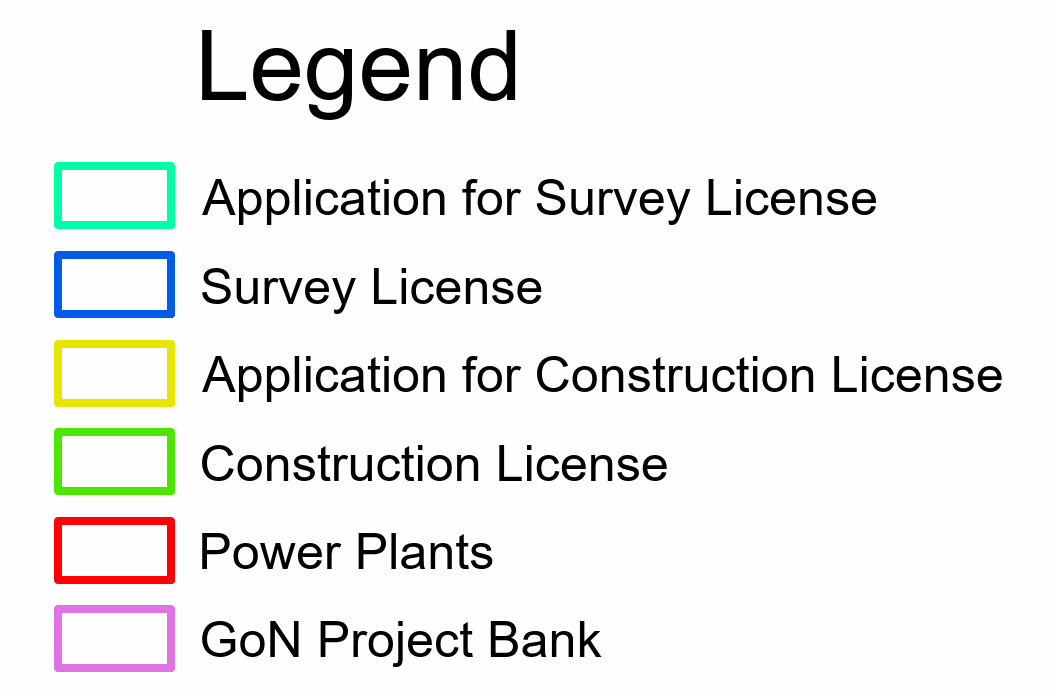 Legend
Application for Survey License
Survey License
Application for Construction License
Construction License
Power Plants
GoN Project Bank